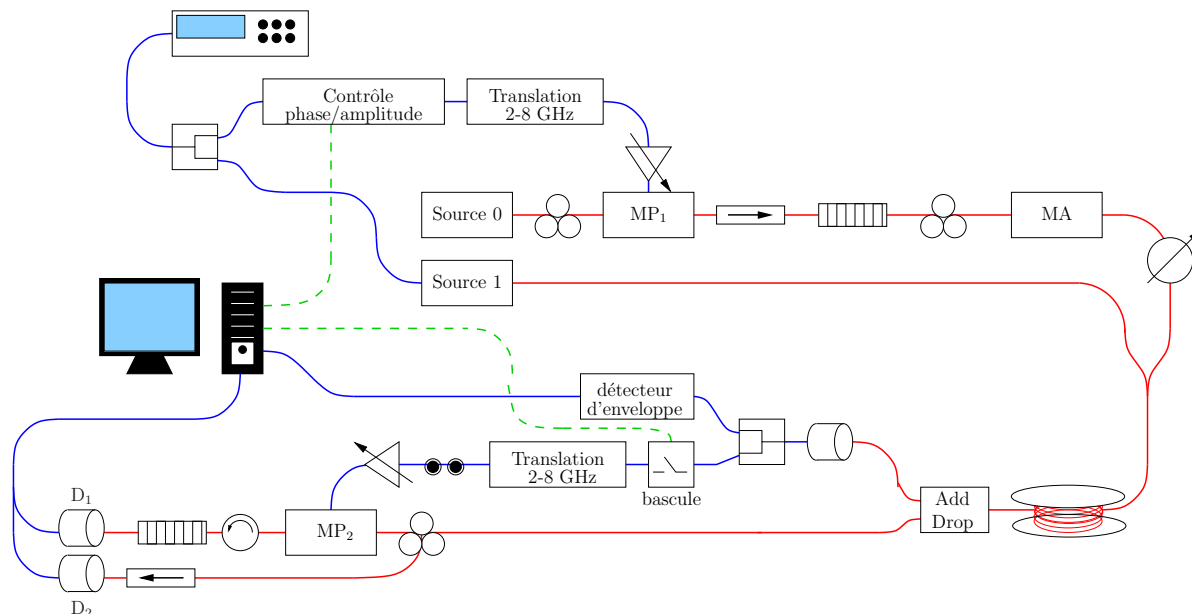 Contrôle
phase/amplitude
Translation
2-8 GHz
Source 0
MP1
MA
Source 1
détecteur
d'enveloppe
Translation
2-8 GHz
bascule
Add
Drop
D1
MP2
D2